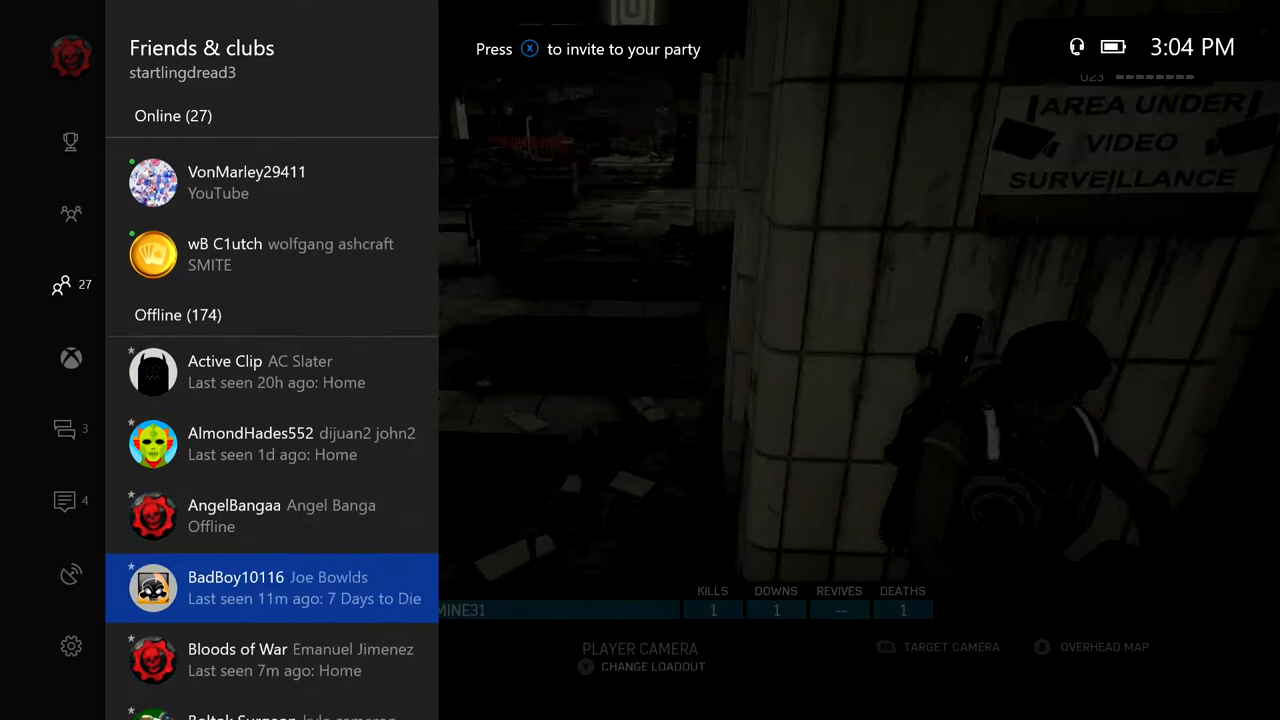 Friends & clubs
startlingdread3
Press X to invite to your party
3:04 PM
Online (27)
VonMarley29411
YouTube
wB C1utch wolfgang ashcraft
SMITE
27
Offline (174)
Active Clip AC Slater
Last seen 20h ago: Home
3
AlmondHades552 dijuan2 john2
Last seen 1d ago: Home
4
AngelBangaa Angel Banga
Offline
BadBoy10116 Joe Bowlds
Last seen 11m ago: 7 Days to Die
Bloods of War Emanuel Jimenez
Last seen 7m ago: Home
AREA UNDER
VIDEO
SURVEILLANCE
KILLS DOWNS REVIVES DEATHS
MINE31 1 1 -- 1
PLAYER CAMERA
Y CHANGE LOADOUT
TARGET CAMERA
OVERHEAD MAP